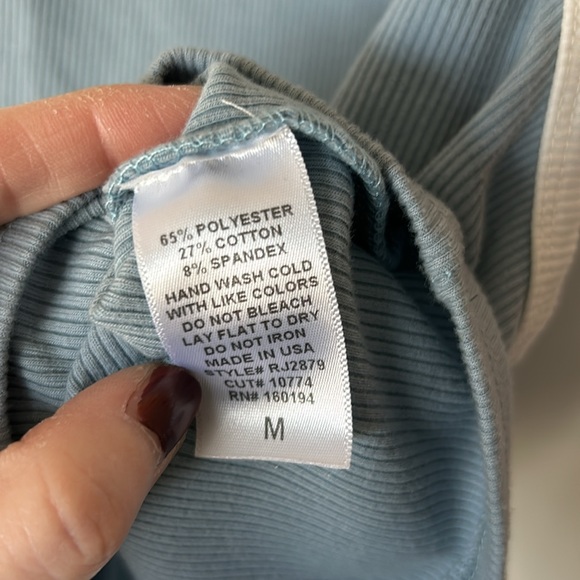 65% POLYESTER
27% COTTON
8% SPANDEX
HAND WASH COLD
WITH LIKE COLORS
DO NOT BLEACH
LAY FLAT TO DRY
DO NOT IRON
MADE IN USA
STYLE# RJ2879
CUT# 10774
RN# 160194
M